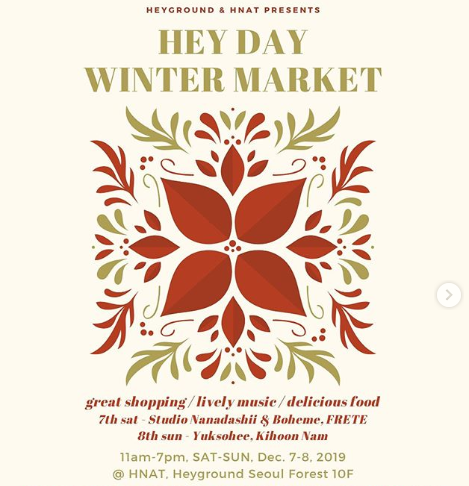 HEYGROUND & HNAT PRESENTS
HEY DAY
WINTER MARKET
great shopping / lively music / delicious food
7th sat - Studio Nanadashii & Boheme, FRETE
8th sun - Yuksohee, Kihoon Nam
11am-7pm, SAT-SUN, Dec. 7-8, 2019
@ HNAT, Heyground Seoul Forest 10F